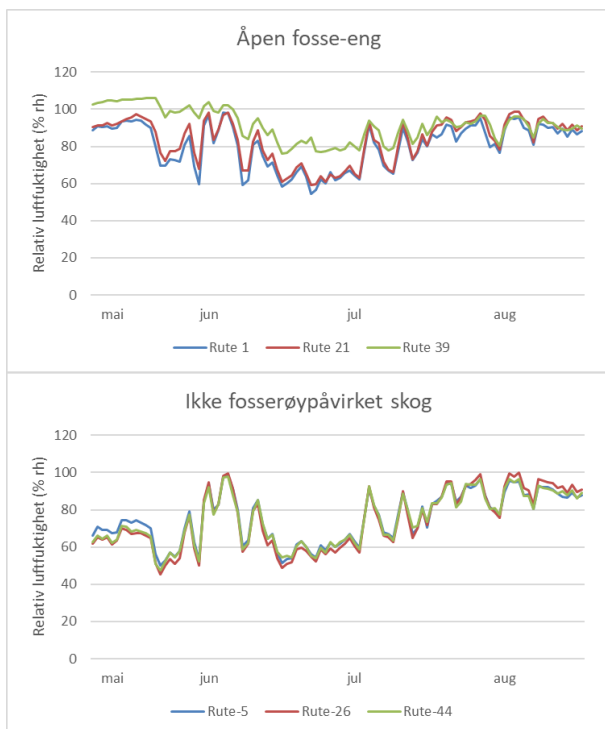 Åpen fosse-eng
Relativ luftfuktighet (% rh)
120
100
80
60
40
20
0
mai jun jul aug
Rute 1 Rute 21 Rute 39
Ikke fosserøypåvirket skog
Relativ luftfuktighet (% rh)
120
100
80
60
40
20
0
mai jun jul aug
Rute-5 Rute-26 Rute-44